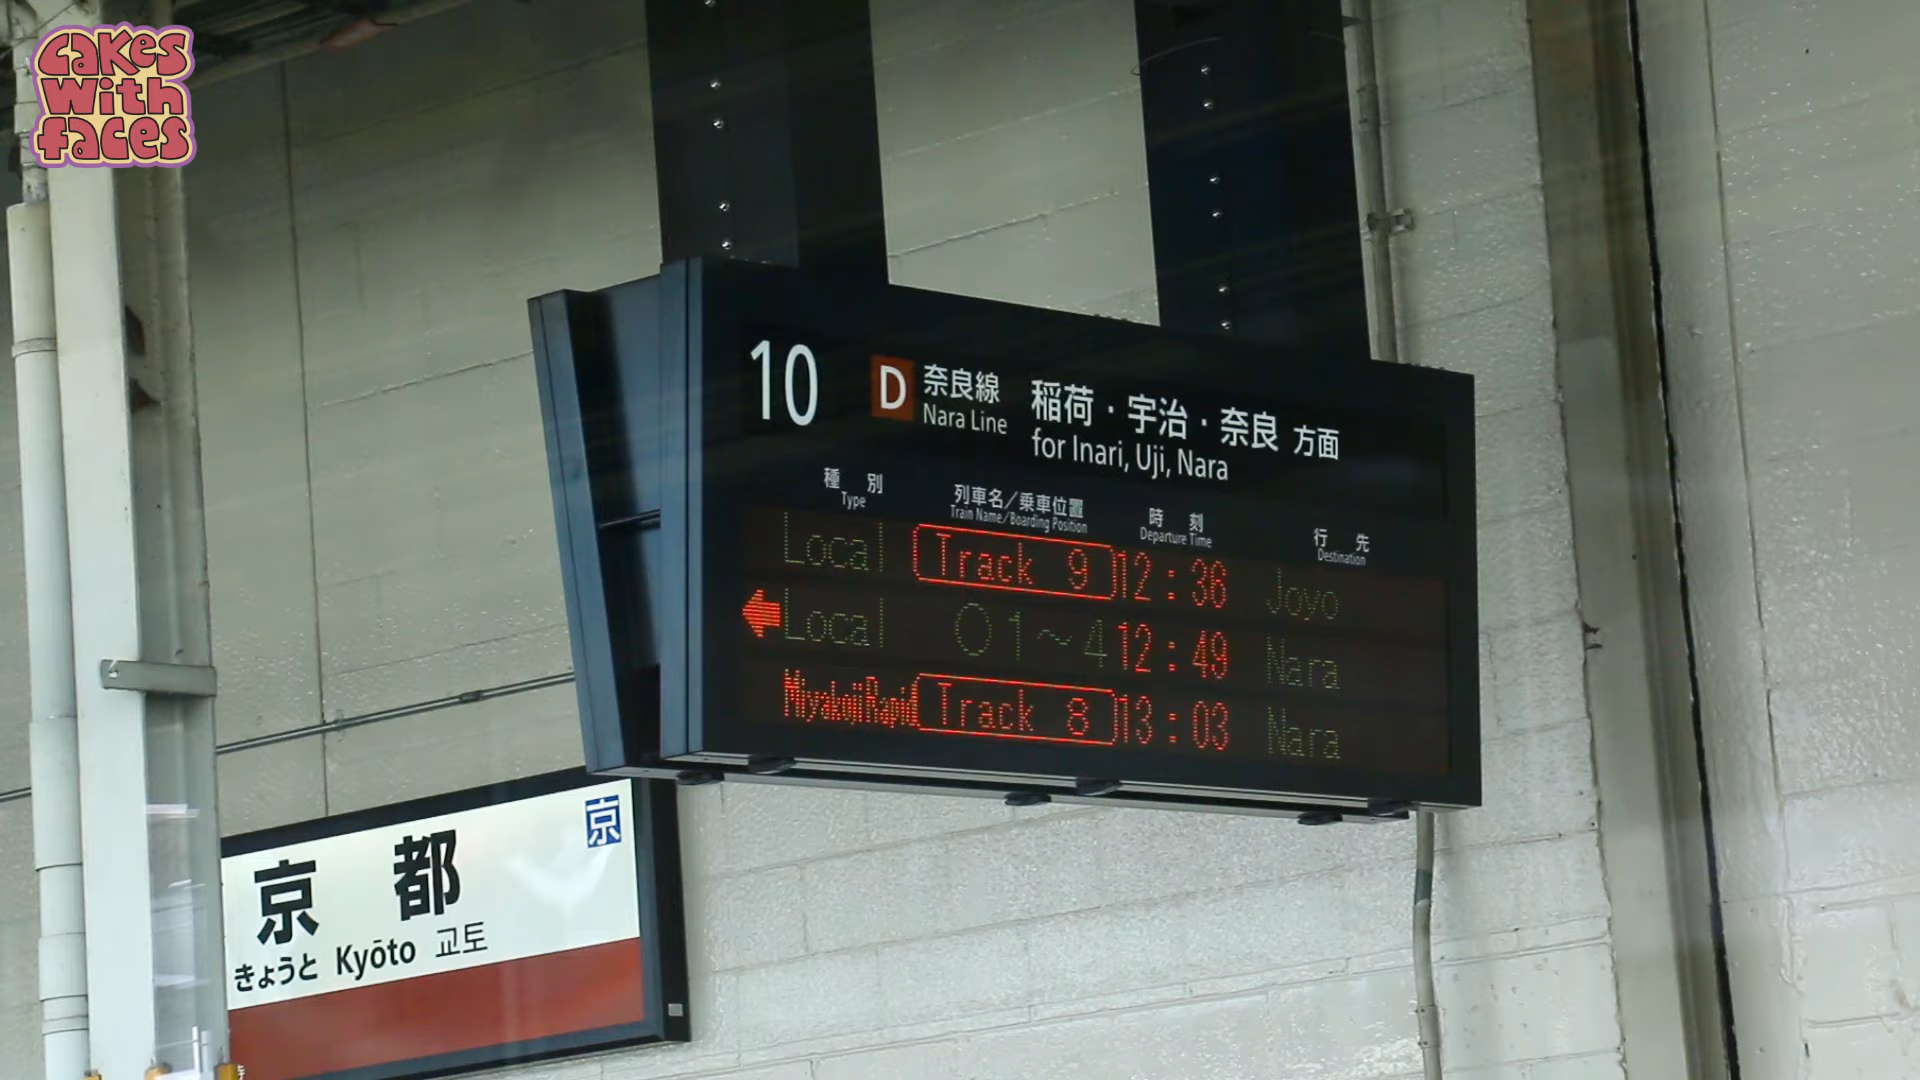 Cakes
With
faces
10
D 奈良線 稲荷・宇治・奈良 方面
Nara Line for Inari, Uji, Nara
種別 列車名/乗車位置 時刻 行先
Type Train Name/Boarding Position Departure Time Destination
Local Track 9 12:36 Joyo
← Local ○ 1~4 12:49 Nara
MiyakojiRapid Track 8 13:03 Nara
京
京都
きょうと Kyōto 교토